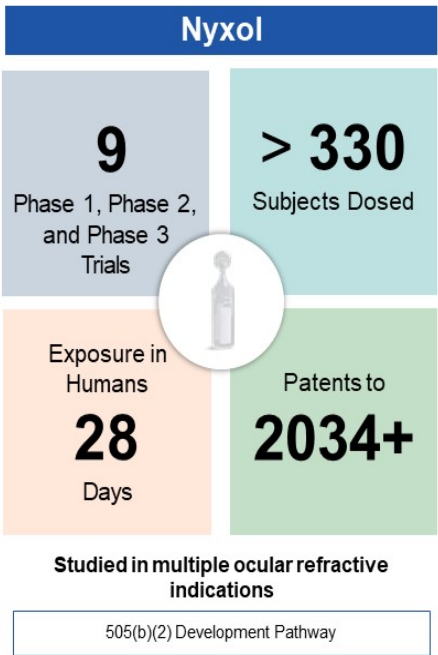 Nyxol
9
Phase 1, Phase 2,
and Phase 3
Trials
> 330
Subjects Dosed
Exposure in
Humans
28
Days
Patents to
2034+
Studied in multiple ocular refractive
indications
505(b)(2) Development Pathway